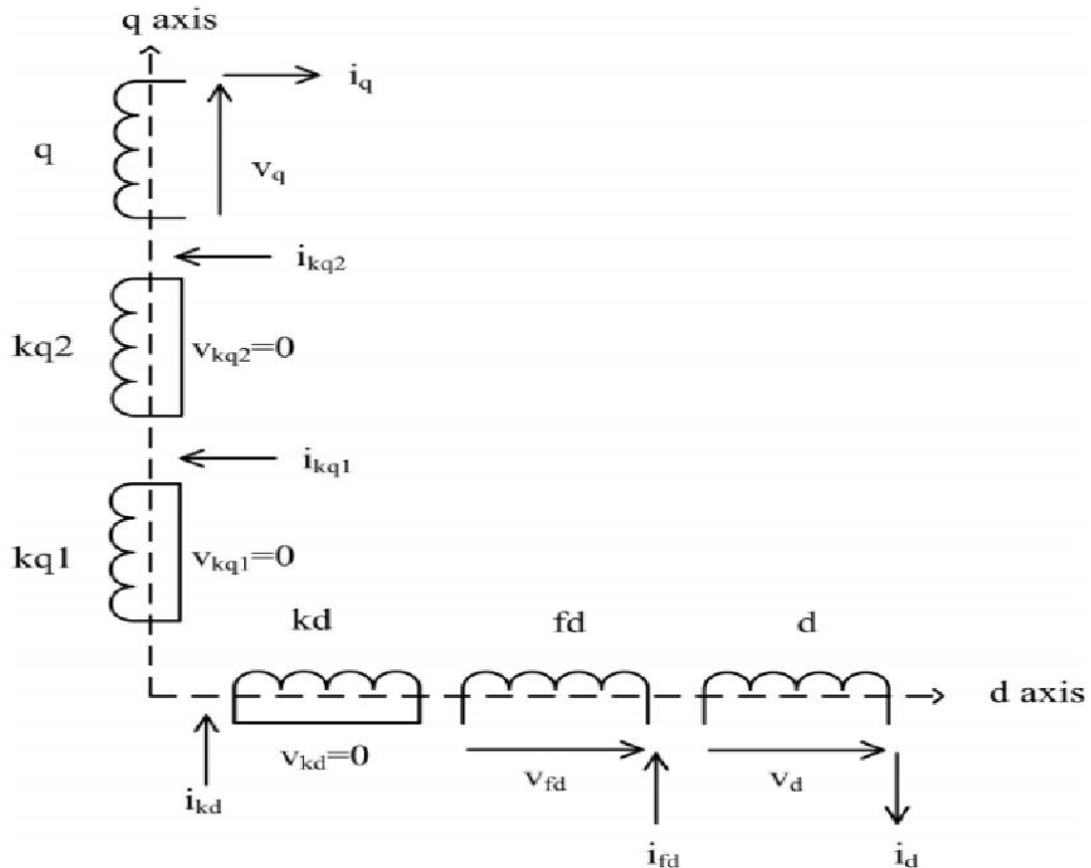 q axis
i_q
q
v_q
i_kq2
kq2
v_kq2=0
i_kq1
kq1
v_kq1=0
kd
fd
d
d axis
v_kd=0
v_fd
v_d
i_kd
i_fd
i_d